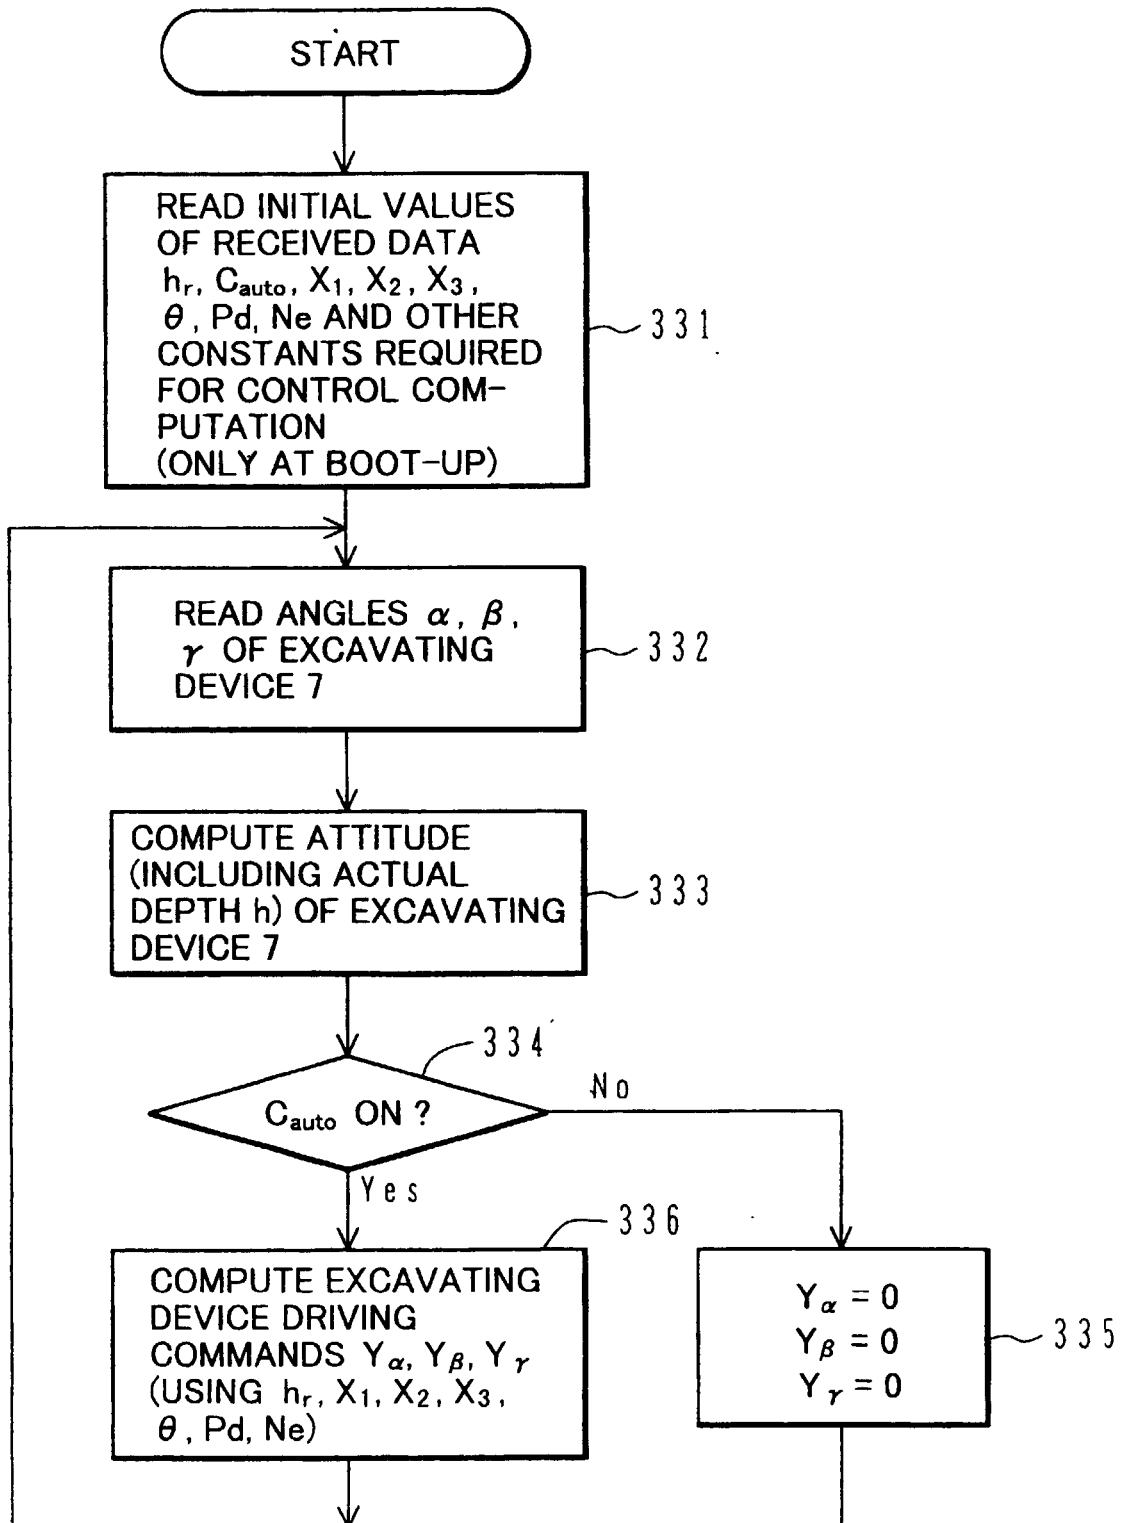 START
READ INITIAL VALUES
OF RECEIVED DATA
hr, Cauto, X1, X2, X3,
θ, Pd, Ne AND OTHER
CONSTANTS REQUIRED
FOR CONTROL COM-
PUTATION
(ONLY AT BOOT-UP)
331
READ ANGLES α, β,
γ OF EXCAVATING
DEVICE 7
332
COMPUTE ATTITUDE
(INCLUDING ACTUAL
DEPTH h) OF EXCAVATING
DEVICE 7
333
334
Cauto ON ?
No
Yes
336
COMPUTE EXCAVATING
DEVICE DRIVING
COMMANDS Yα, Yβ, Yγ
(USING hr, X1, X2, X3,
θ, Pd, Ne)
Yα = 0
Yβ = 0
Yγ = 0
335